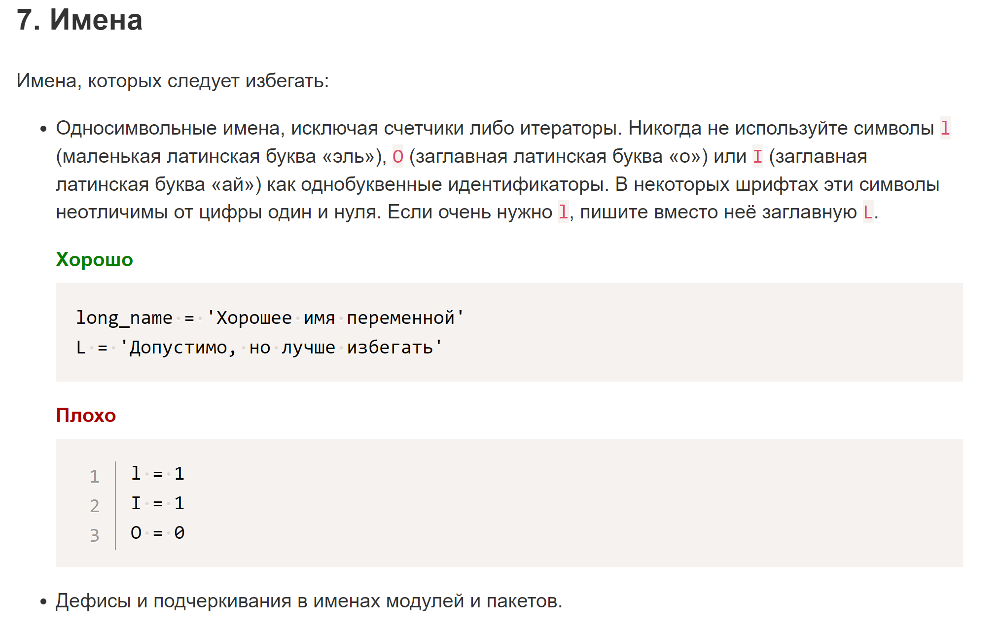 7. Имена
Имена, которых следует избегать:
• Односимвольные имена, исключая счетчики либо итераторы. Никогда не используйте символы l
(маленькая латинская буква «эль»), O (заглавная латинская буква «о») или I (заглавная
латинская буква «ай») как однобуквенные идентификаторы. В некоторых шрифтах эти символы
неотличимы от цифры один и нуля. Если очень нужно l, пишите вместо неё заглавную L.
Хорошо
long_name = 'Хорошее имя переменной'
L = 'Допустимо, но лучше избегать'
Плохо
1 l = 1
2 I = 1
3 O = 0
• Дефисы и подчеркивания в именах модулей и пакетов.